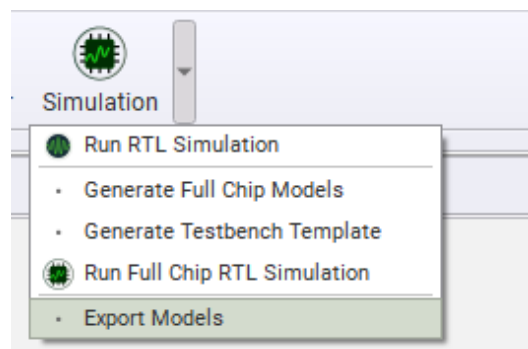 Simulation
Run RTL Simulation
Generate Full Chip Models
Generate Testbench Template
Run Full Chip RTL Simulation
Export Models